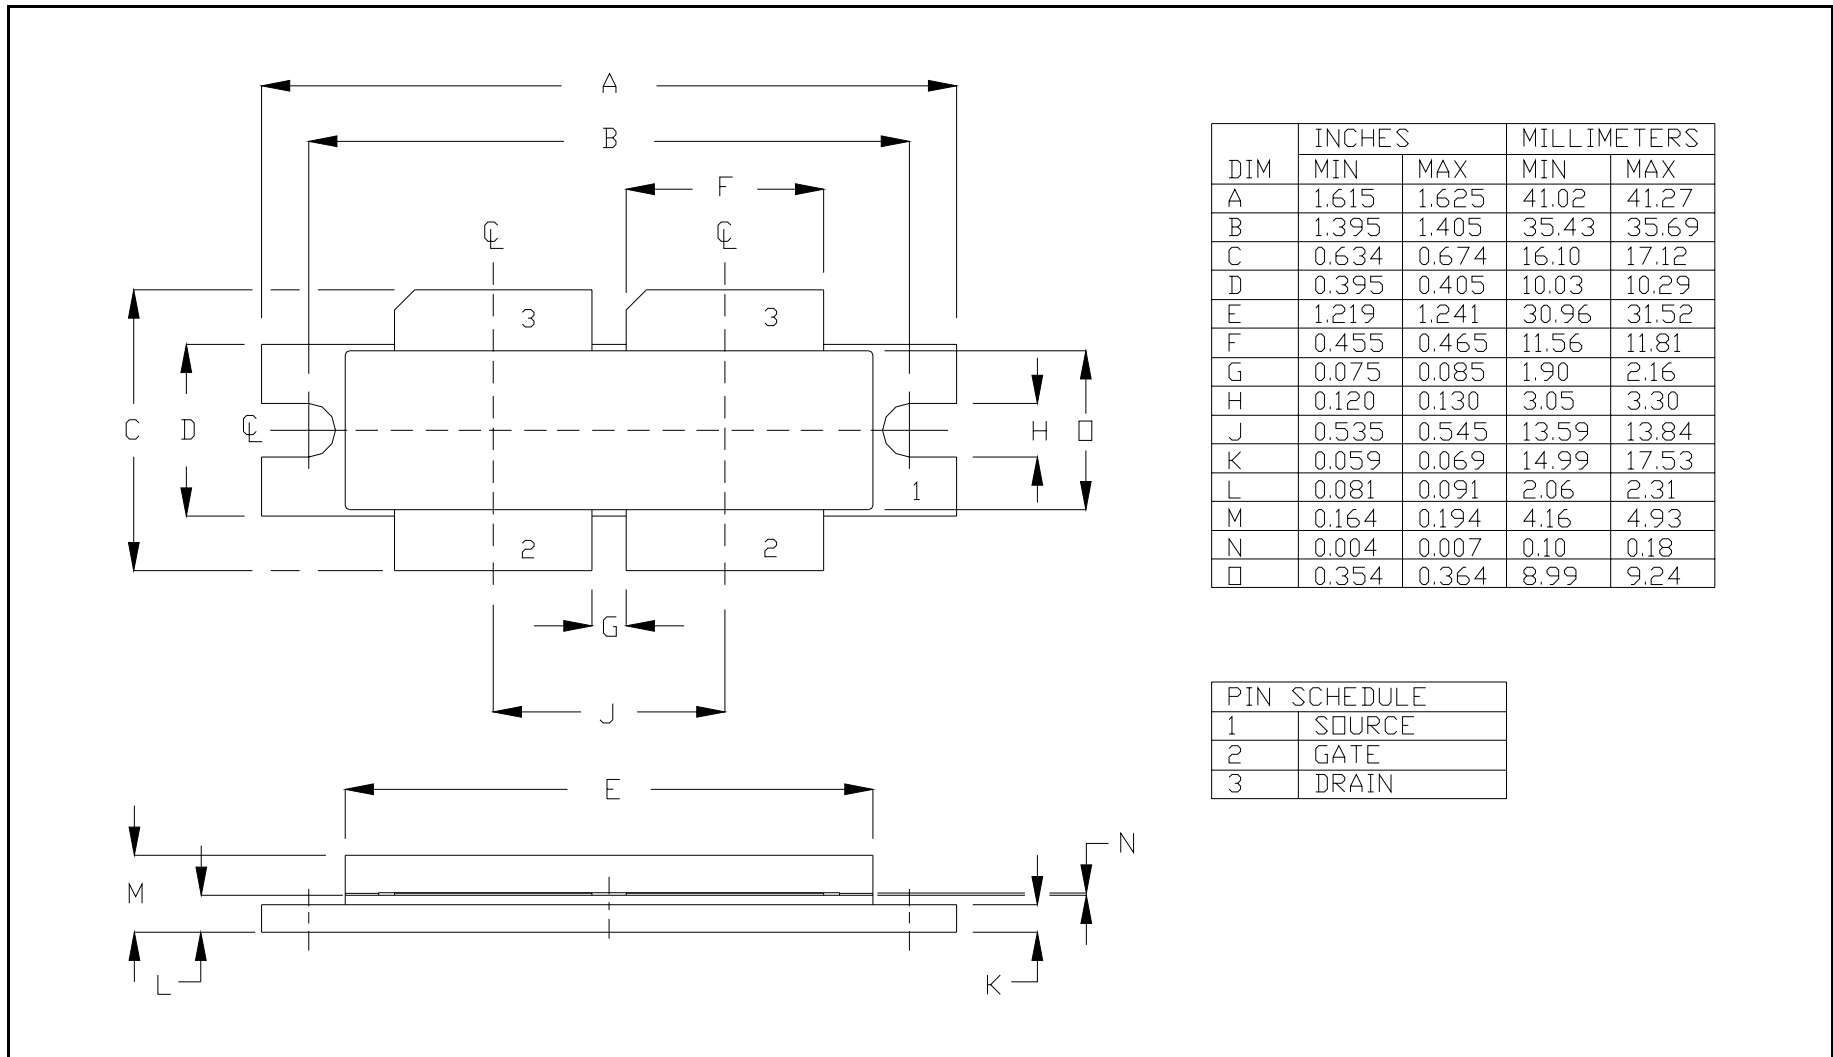 A
B
F
℄ ℄
3 3
C D ℄ H O
1
2 2
G
J
E
N
M
L K
INCHES MILLIMETERS
DIM MIN MAX MIN MAX
A 1.615 1.625 41.02 41.27
B 1.395 1.405 35.43 35.69
C 0.634 0.674 16.10 17.12
D 0.395 0.405 10.03 10.29
E 1.219 1.241 30.96 31.52
F 0.455 0.465 11.56 11.81
G 0.075 0.085 1.90 2.16
H 0.120 0.130 3.05 3.30
J 0.535 0.545 13.59 13.84
K 0.059 0.069 14.99 17.53
L 0.081 0.091 2.06 2.31
M 0.164 0.194 4.16 4.93
N 0.004 0.007 0.10 0.18
O 0.354 0.364 8.99 9.24
PIN SCHEDULE
1 SOURCE
2 GATE
3 DRAIN